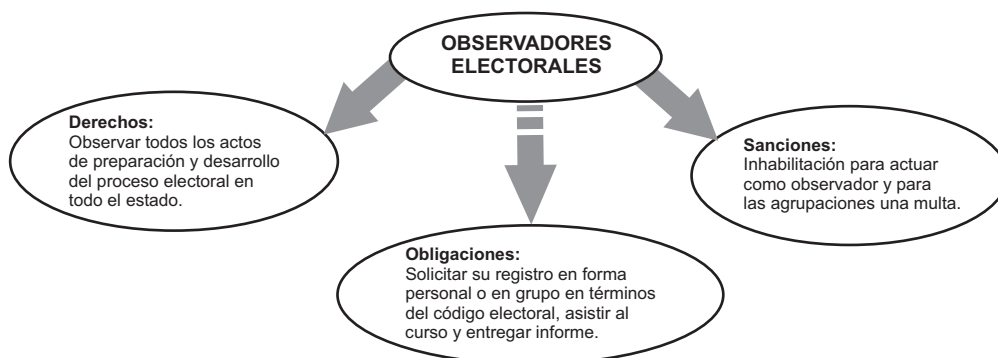 OBSERVADORES
ELECTORALES
Derechos:
Observar todos los actos
de preparación y desarrollo
del proceso electoral en
todo el estado.
Sanciones:
Inhabilitación para actuar
como observador y para
las agrupaciones una multa.
Obligaciones:
Solicitar su registro en forma
personal o en grupo en términos
del código electoral, asistir al
curso y entregar informe.